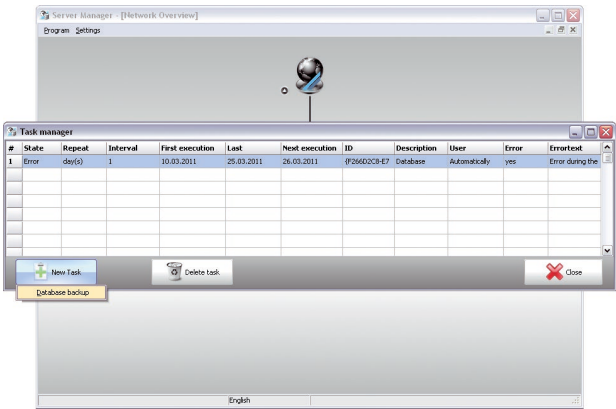 Server Manager - [Network Overview]
Program Settings
Task manager
# State Repeat Interval First execution Last Next execution ID Description User Error Errortext
1 Error day(s) 1 10.03.2011 25.03.2011 26.03.2011 {F266D2C8-E7 Database Automatically yes Error during the
New Task Delete task Close
Database backup
English